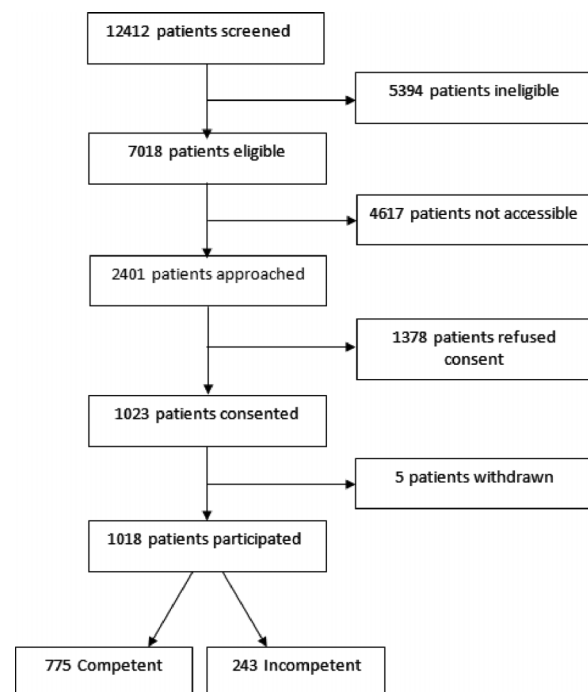 12412 patients screened
5394 patients ineligible
7018 patients eligible
4617 patients not accessible
2401 patients approached
1378 patients refused
consent
1023 patients consented
5 patients withdrawn
1018 patients participated
775 Competent
243 Incompetent